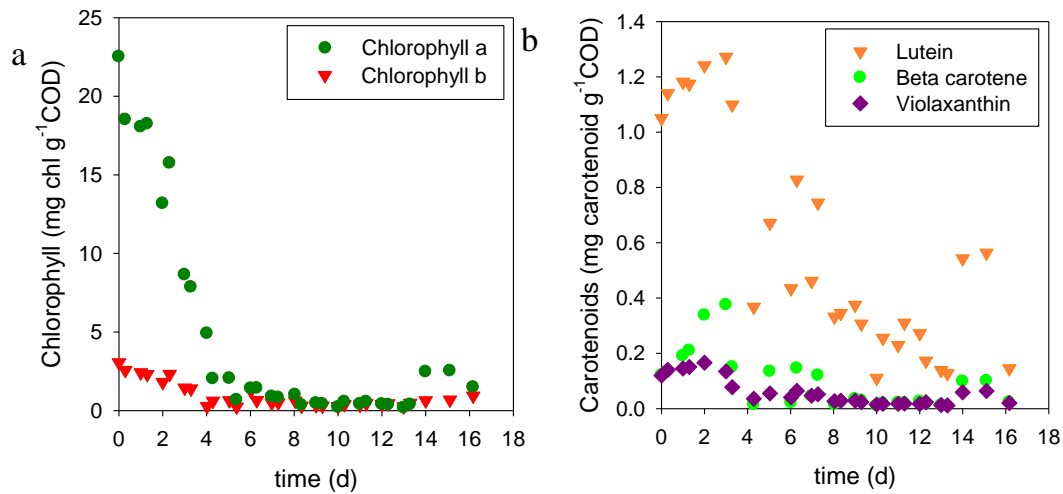 a
Chlorophyll (mg chl g⁻¹COD)
25
20
15
10
5
0
Chlorophyll a
Chlorophyll b
0 2 4 6 8 10 12 14 16 18
time (d)
b
Carotenoids (mg carotenoid g⁻¹COD)
1.4
1.2
1.0
0.8
0.6
0.4
0.2
0.0
Lutein
Beta carotene
Violaxanthin
0 2 4 6 8 10 12 14 16 18
time (d)